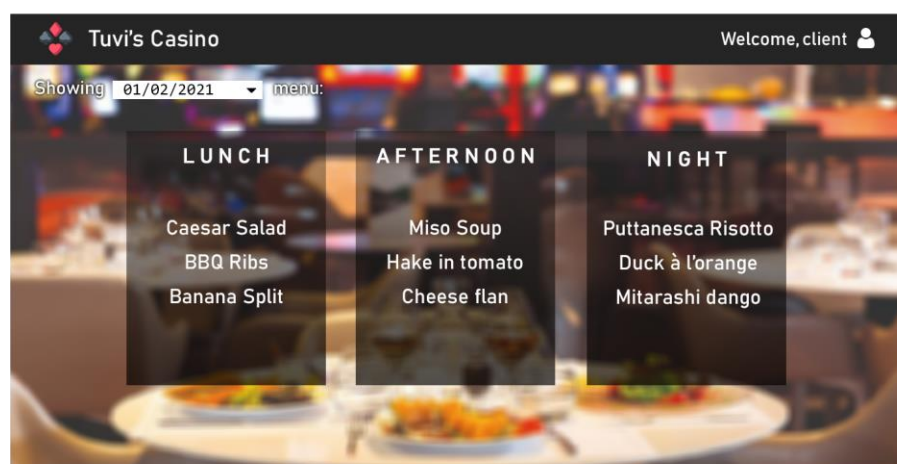 Tuvi's Casino
Welcome, client
Showing 01/02/2021 menu:
LUNCH
Caesar Salad
BBQ Ribs
Banana Split
AFTERNOON
Miso Soup
Hake in tomato
Cheese flan
NIGHT
Puttanesca Risotto
Duck à l'orange
Mitarashi dango